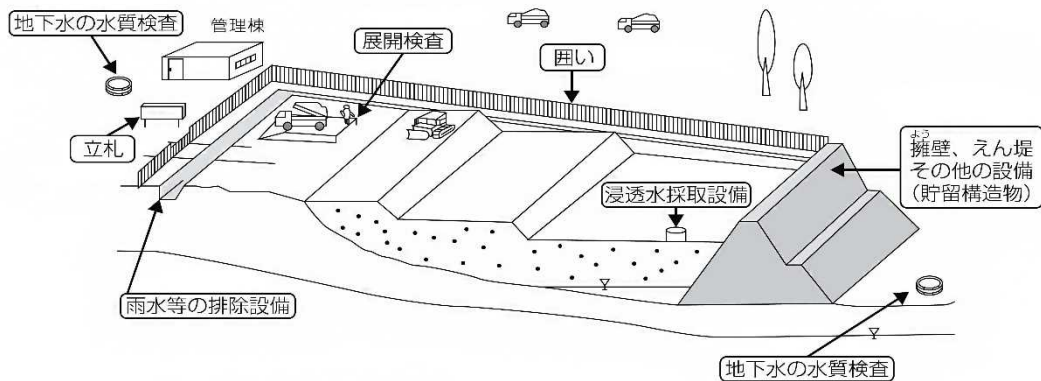 地下水の水質検査
管理棟
展開検査
囲い
立札
よう
擁壁、えん堤
その他の設備
(貯留構造物)
浸透水採取設備
雨水等の排除設備
地下水の水質検査